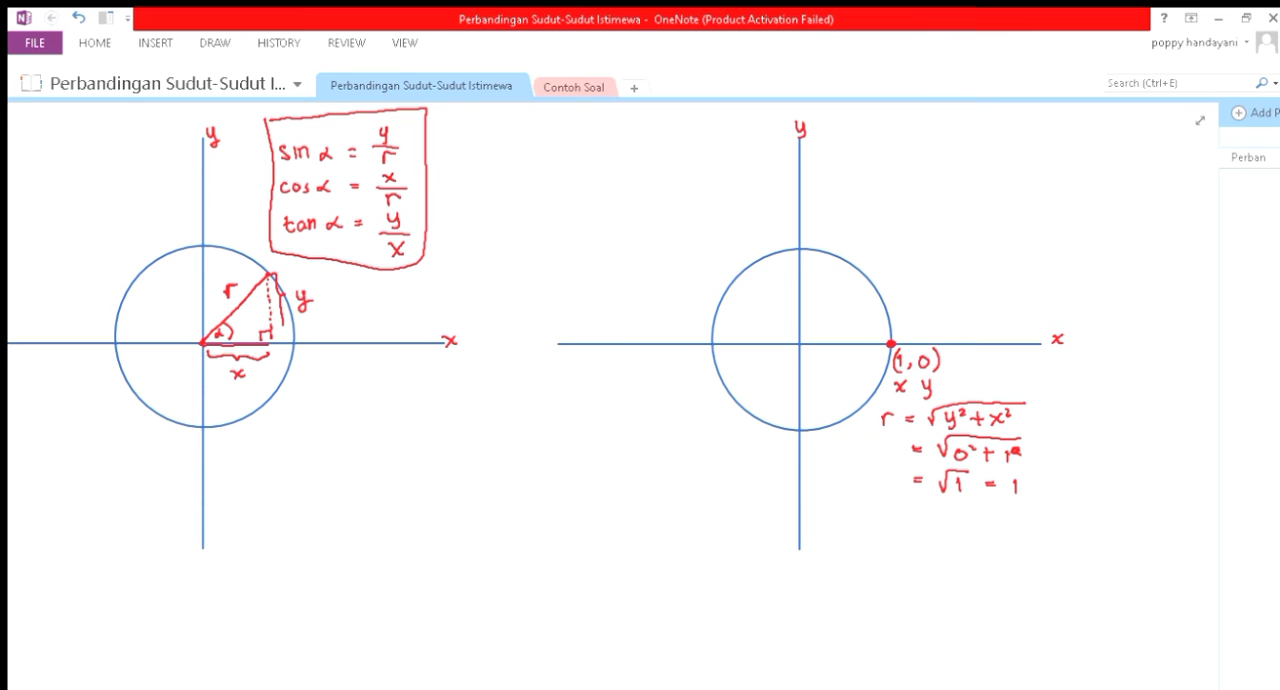 Perbandingan Sudut-Sudut Istimewa - OneNote (Product Activation Failed)
?
FILE HOME INSERT DRAW HISTORY REVIEW VIEW
poppy handayani
Perbandingan Sudut-Sudut I...
Perbandingan Sudut-Sudut Istimewa
Contoh Soal
+
Search (Ctrl+E)
Add P
Perban
y
sin α = y/r
cos α = x/r
tan α = y/x
r
y
α
x
x
y
x
(1, 0)
x y
r = √y² + x²
= √0² + 1²
= √1 = 1